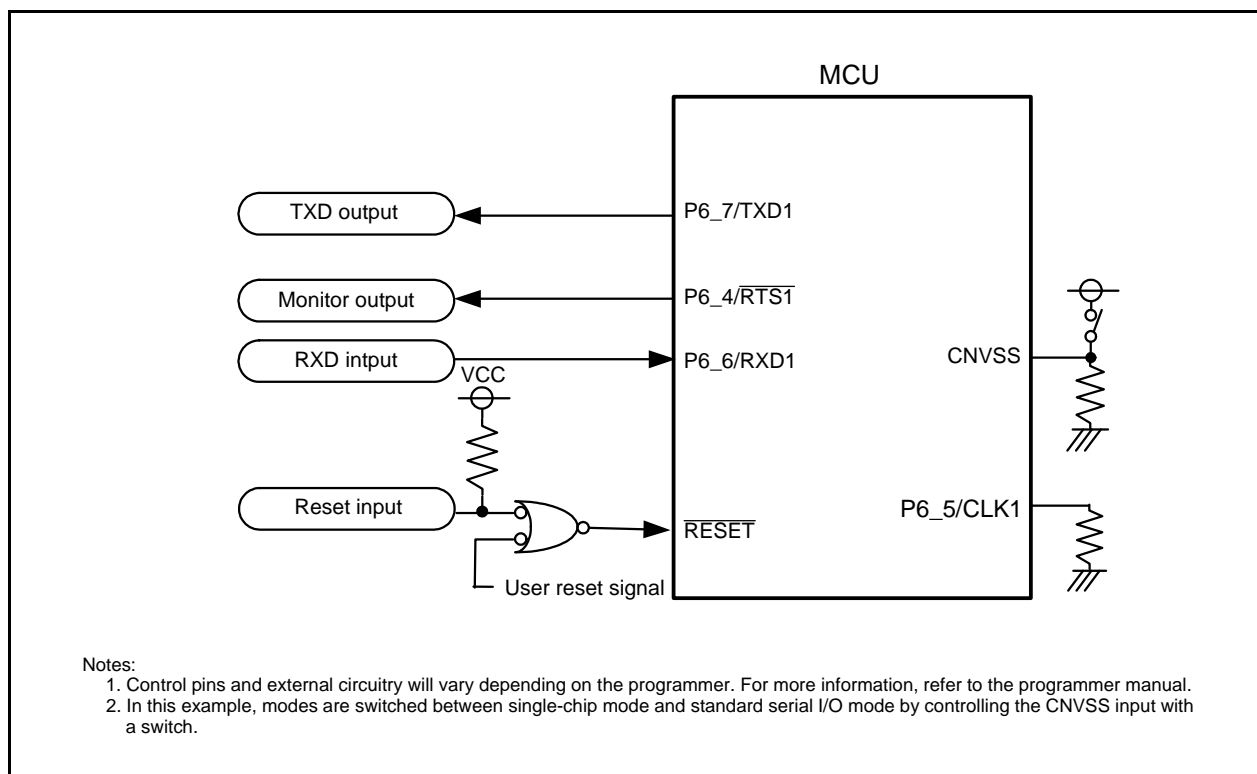 MCU
TXD output
P6_7/TXD1
Monitor output
P6_4/RTS1
RXD intput
P6_6/RXD1
CNVSS
VCC
Reset input
P6_5/CLK1
RESET
User reset signal
Notes:
1. Control pins and external circuitry will vary depending on the programmer. For more information, refer to the programmer manual.
2. In this example, modes are switched between single-chip mode and standard serial I/O mode by controlling the CNVSS input with
a switch.